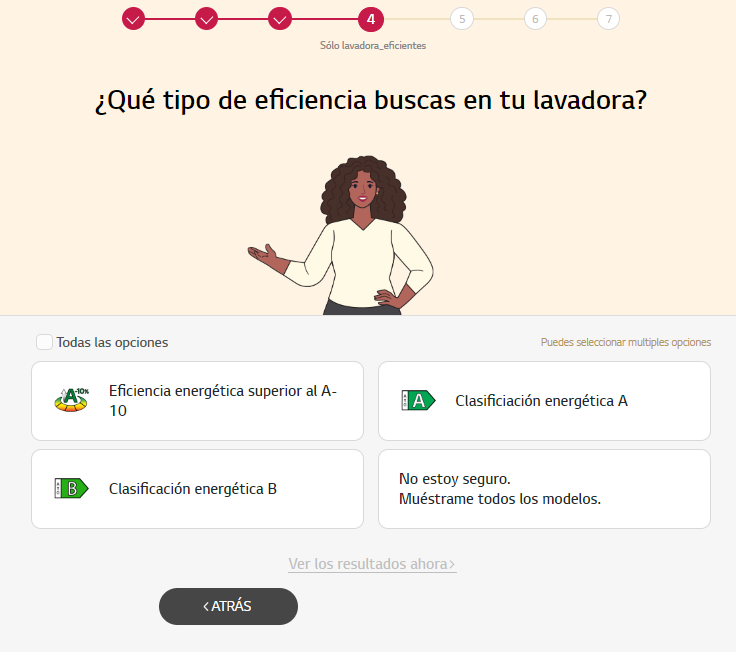 4
5
6
7
Sólo lavadora_eficientes
¿Qué tipo de eficiencia buscas en tu lavadora?
Todas las opciones
Puedes seleccionar multiples opciones
A -10%
Eficiencia energética superior al A-
10
A
Clasificiación energética A
B
Clasificación energética B
No estoy seguro.
Muéstrame todos los modelos.
Ver los resultados ahora>
< ATRÁS